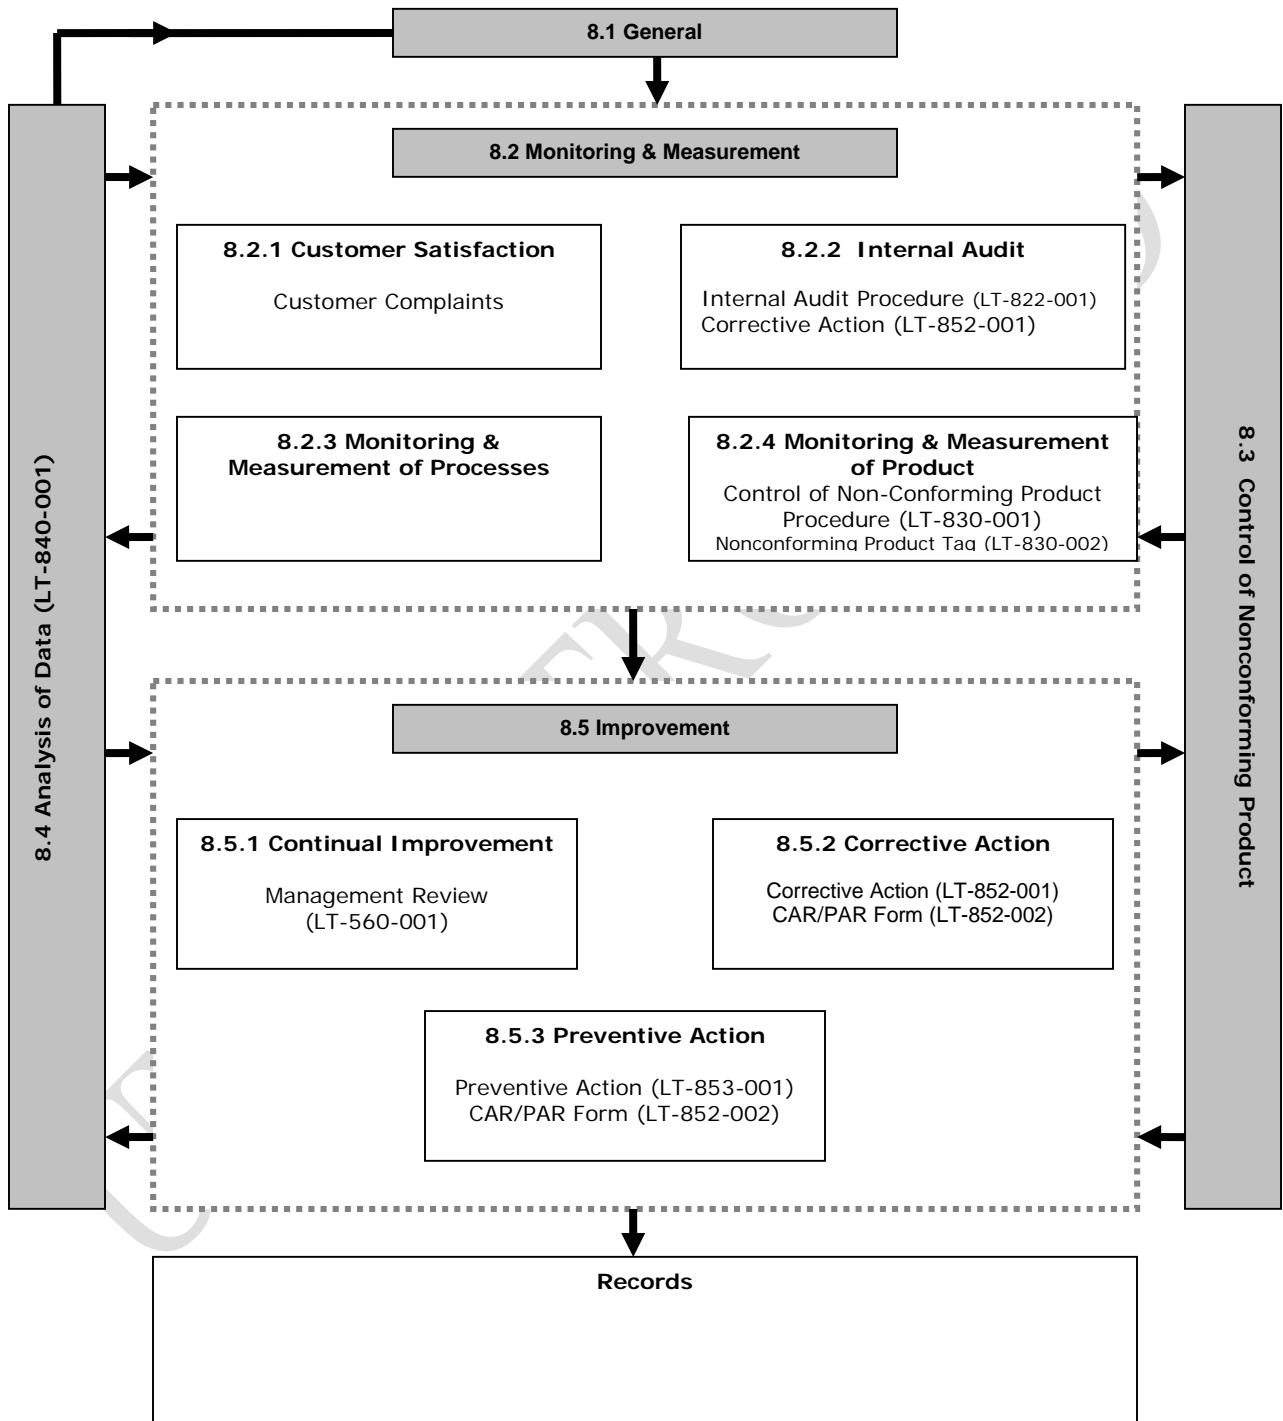 8.1 General
8.2 Monitoring & Measurement
8.2.1 Customer Satisfaction
Customer Complaints
8.2.2 Internal Audit
Internal Audit Procedure (LT-822-001)
Corrective Action (LT-852-001)
8.2.3 Monitoring &
Measurement of Processes
8.2.4 Monitoring & Measurement
of Product
Control of Non-Conforming Product
Procedure (LT-830-001)
Nonconforming Product Tag (LT-830-002)
8.4 Analysis of Data (LT-840-001)
8.3 Control of Nonconforming Product
8.5 Improvement
8.5.1 Continual Improvement
Management Review
(LT-560-001)
8.5.2 Corrective Action
Corrective Action (LT-852-001)
CAR/PAR Form (LT-852-002)
8.5.3 Preventive Action
Preventive Action (LT-853-001)
CAR/PAR Form (LT-852-002)
Records